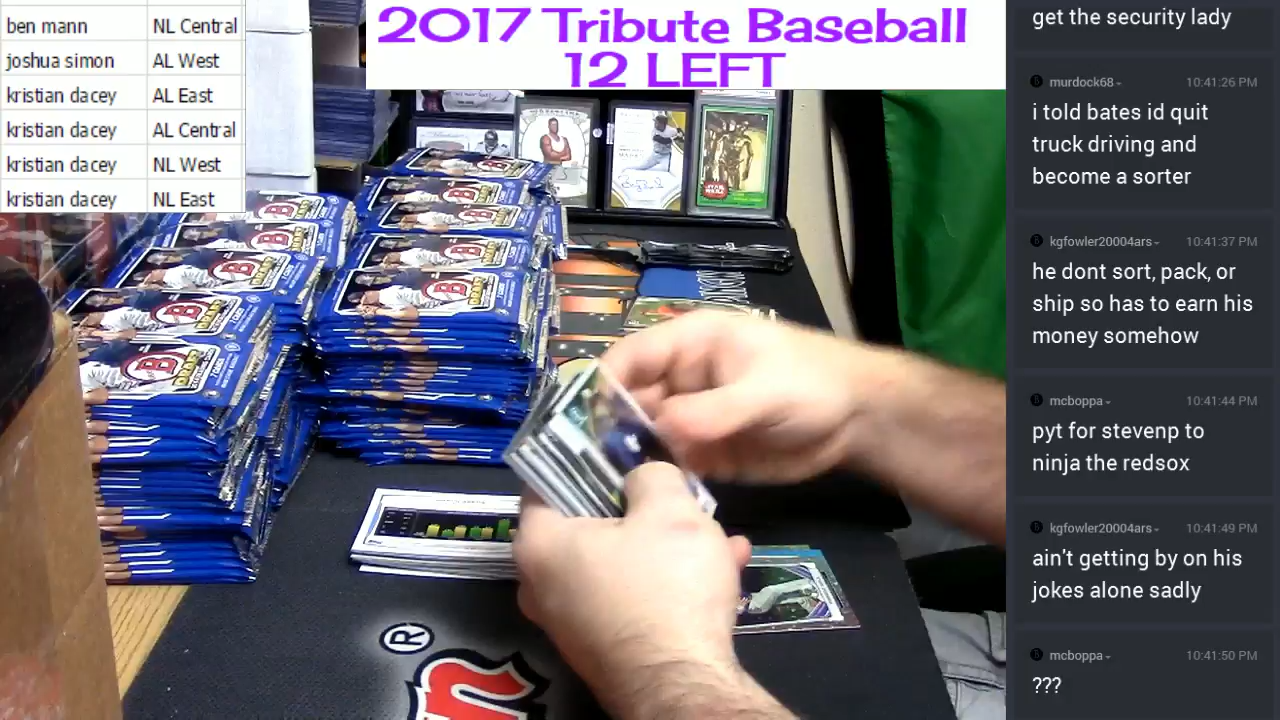 ben mann NL Central
joshua simon AL West
kristian dacey AL East
kristian dacey AL Central
kristian dacey NL West
kristian dacey NL East
2017 Tribute Baseball
12 LEFT
get the security lady
murdock68 10:41:26 PM
i told bates id quit
truck driving and
become a sorter
kgfowler20004ars 10:41:37 PM
he dont sort, pack, or
ship so has to earn his
money somehow
mcboppa 10:41:44 PM
pyt for stevenp to
ninja the redsox
kgfowler20004ars 10:41:49 PM
ain't getting by on his
jokes alone sadly
mcboppa 10:41:50 PM
???
STAR
WARS
B
DRAFT
®